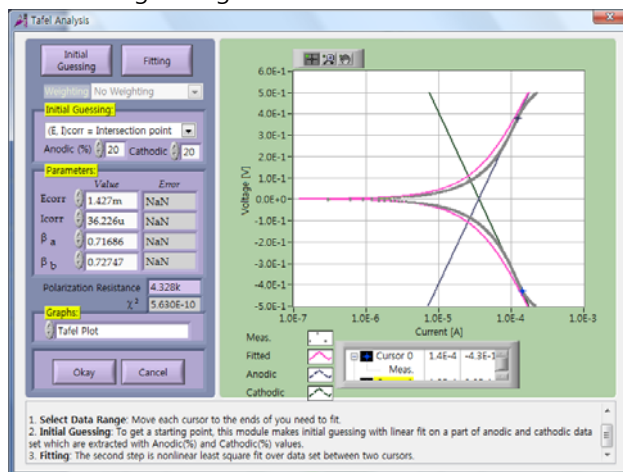 Tafel Analysis
Initial Guessing
Fitting
Weighting No Weighting
Initial Guessing:
(E, I)corr = Intersection point
Anodic (%) 20 Cathodic 20
Parameters:
Value Error
Ecorr 1.427m NaN
Icorr 36.226u NaN
β a 0.71686 NaN
β b 0.72747 NaN
Polarization Resistance 4.328k
χ² 5.630E-10
Graphs:
Tafel Plot
Okay Cancel
6.0E-1
5.0E-1
4.0E-1
3.0E-1
2.0E-1
1.0E-1
0.0E+0
-1.0E-1
-2.0E-1
-3.0E-1
-4.0E-1
-5.0E-1
Voltage [V]
1.0E-7 1.0E-6 1.0E-5 1.0E-4 1.0E-3
Current [A]
Meas.
Fitted
Anodic
Cathodic
Cursor 0 1.4E-4 -4.3E-1
Meas.
1. Select Data Range: Move each cursor to the ends of you need to fit.
2. Initial Guessing: To get a starting point, this module makes initial guessing with linear fit on a part of anodic and cathodic data
set which are extracted with Anodic(%) and Cathodic(%) values.
3. Fitting: The second step is nonlinear least square fit over data set between two cursors.